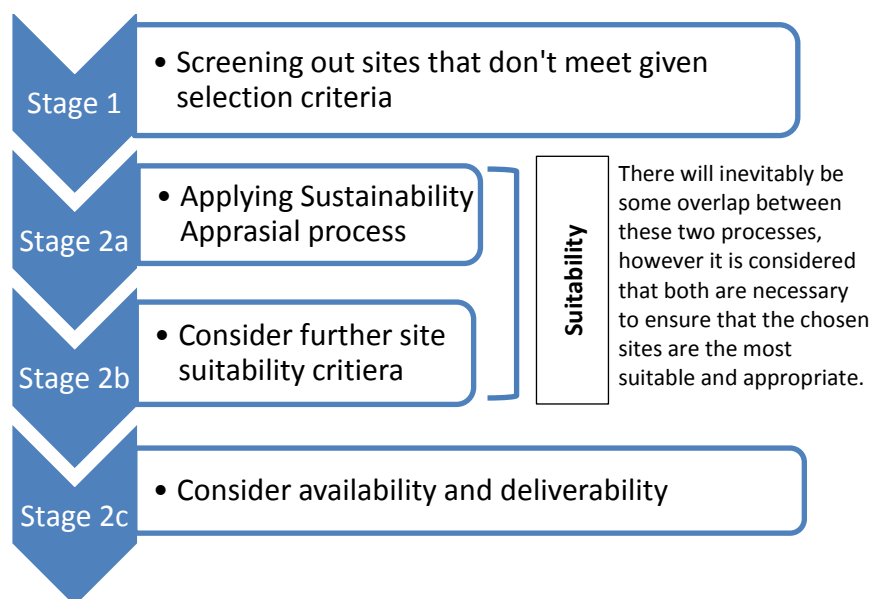 Stage 1
• Screening out sites that don't meet given
selection criteria
Stage 2a
• Applying Sustainability
Apprasial process
Stage 2b
• Consider further site
suitability critiera
Suitability
There will inevitably be
some overlap between
these two processes,
however it is considered
that both are necessary
to ensure that the chosen
sites are the most
suitable and appropriate.
Stage 2c
• Consider availability and deliverability